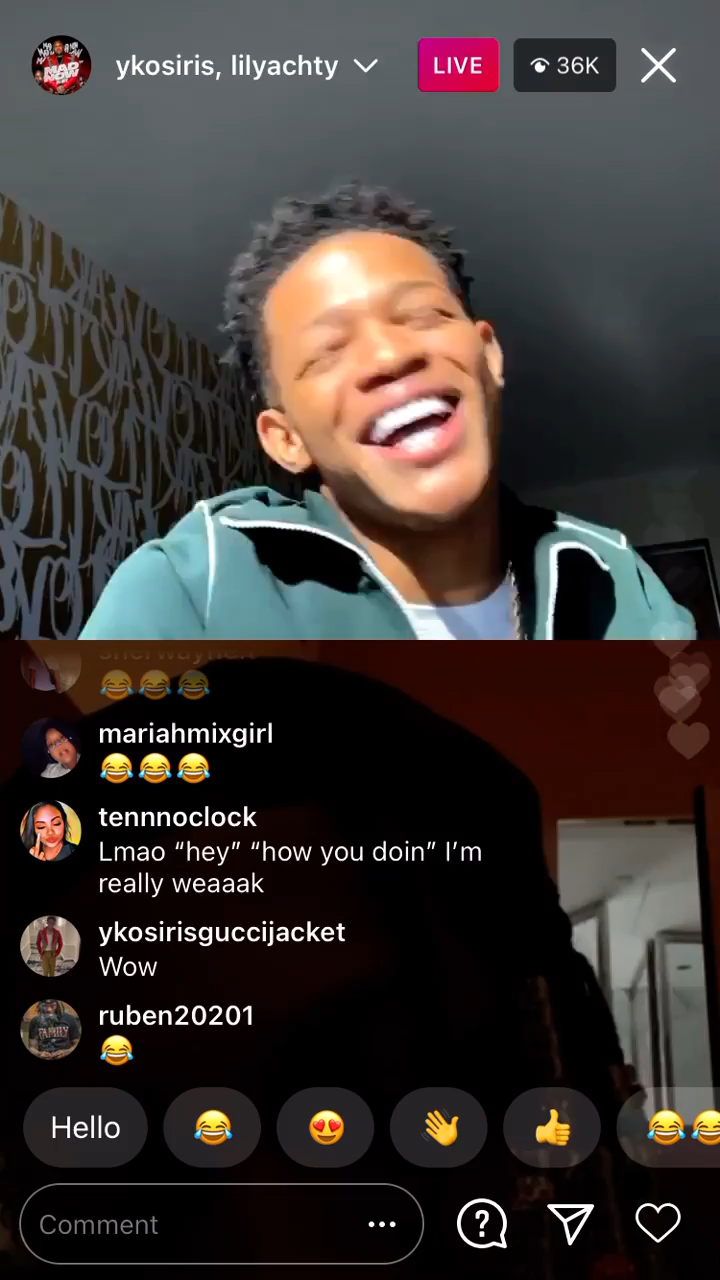 ykosiris, lilyachty
LIVE
36K
😂😂😂
mariahmixgirl
😂😂😂
tennnoclock
Lmao “hey” “how you doin” I’m
really weaaak
ykosirisguccijacket
Wow
ruben20201
😂
Hello 😂 😍 👋 👍 😂😂
Comment